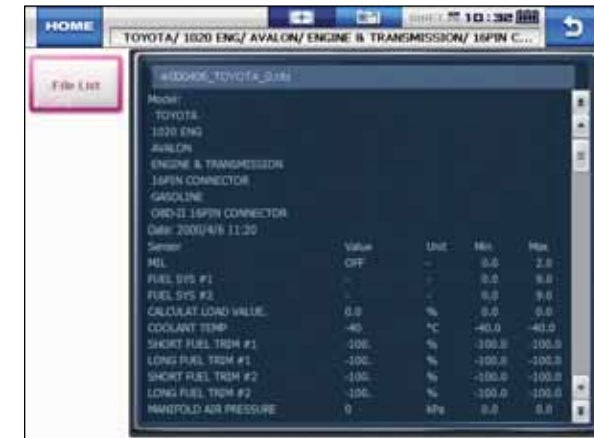 HOME
10:32
TOYOTA/ 1020 ENG/ AVALON/ ENGINE & TRANSMISSION/ 16PIN C...
File List
Model:
TOYOTA
1020 ENG
AVALON
ENGINE & TRANSMISSION
16PIN CONNECTOR
GASOLINE
OBD-II 16PIN CONNECTOR
Date: 2000/4/6 11:20
Sensor Value Unit Min Max
MIL OFF - 0.0 2.0
FUEL SYS #1 - - 0.0 9.0
FUEL SYS #2 - - 0.0 9.0
CALCULAT LOAD VALUE. 0.0 % 0.0 0.0
COOLANT TEMP -40 °C -40.0 -40.0
SHORT FUEL TRIM #1 -100. % -100.0 -100.0
LONG FUEL TRIM #1 -100. % -100.0 -100.0
SHORT FUEL TRIM #2 -100. % -100.0 -100.0
LONG FUEL TRIM #2 -100. % -100.0 -100.0
MANIFOLD AIR PRESSURE 0 kPa 0.0 0.0